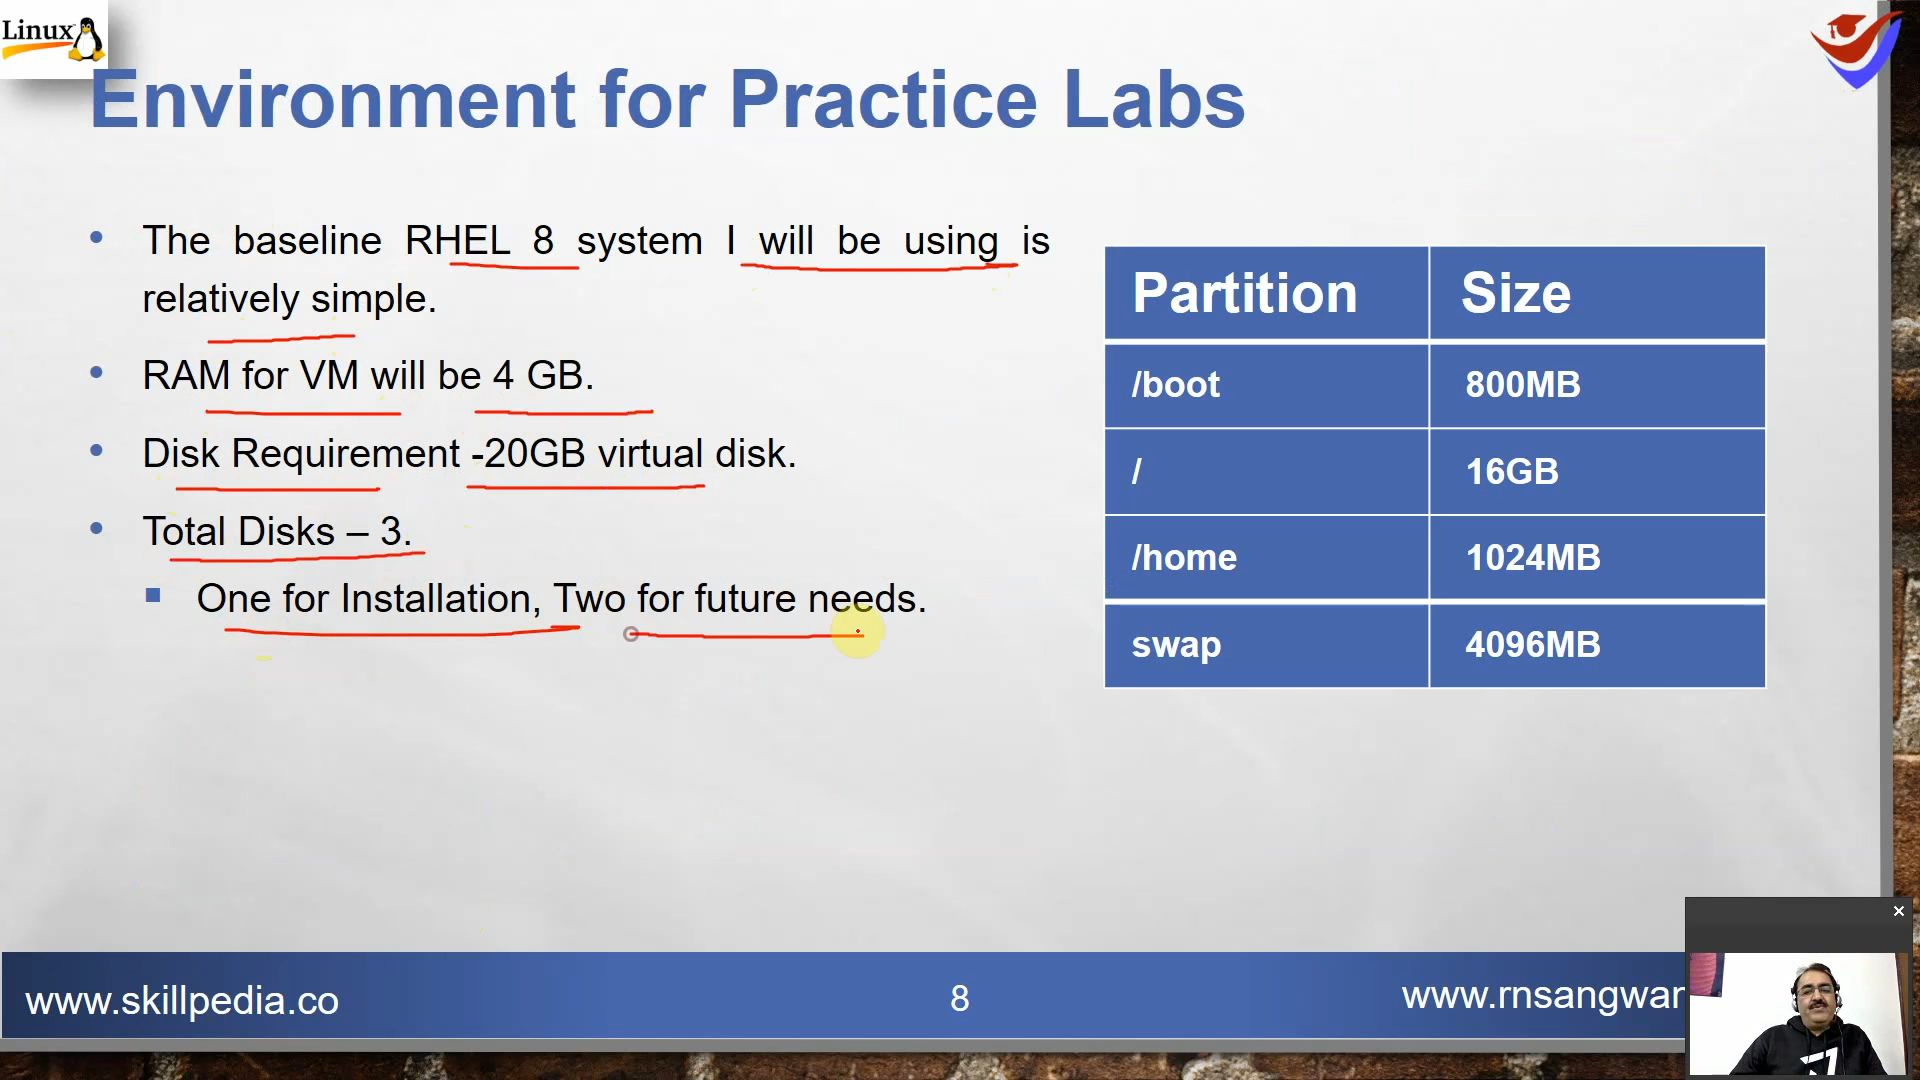 Linux
Environment for Practice Labs
• The baseline RHEL 8 system I will be using is
relatively simple.
• RAM for VM will be 4 GB.
• Disk Requirement -20GB virtual disk.
• Total Disks – 3.
▪ One for Installation, Two for future needs.
Partition Size
/boot 800MB
/ 16GB
/home 1024MB
swap 4096MB
www.skillpedia.co 8 www.rnsangwan